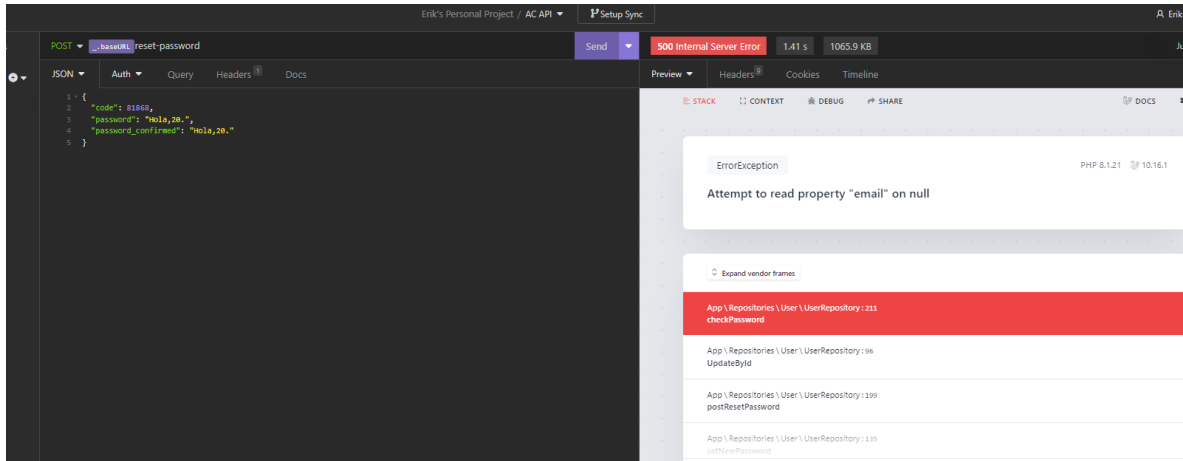 Erik's Personal Project / AC API
Setup Sync
Erik
POST _.baseURL reset-password
Send
500 Internal Server Error 1.41 s 1065.9 KB
JSON Auth Query Headers 1 Docs
Preview Headers 9 Cookies Timeline
1 {
2 "code": 81868,
3 "password": "Hola,20.",
4 "password_confirmed": "Hola,20."
5 }
STACK CONTEXT DEBUG SHARE DOCS
ErrorException PHP 8.1.21 10.16.1
Attempt to read property "email" on null
Expand vendor frames
App \ Repositories \ User \ UserRepository : 211
checkPassword
App \ Repositories \ User \ UserRepository : 96
UpdateById
App \ Repositories \ User \ UserRepository : 199
postResetPassword
App \ Repositories \ User \ UserRepository : 135
setNewPassword